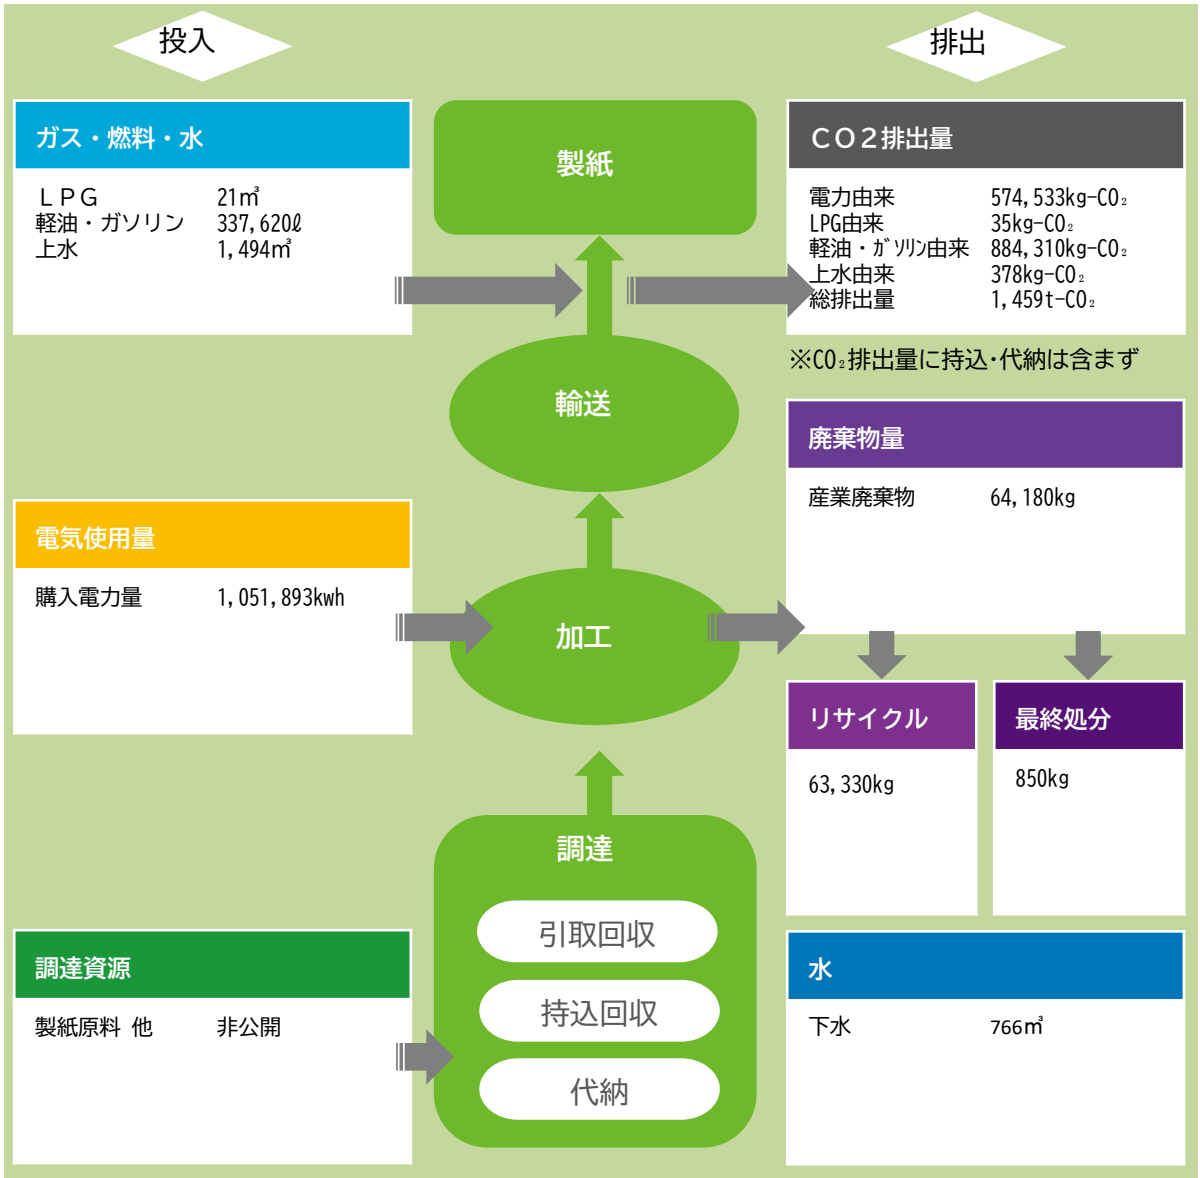 投入
排出
ガス・燃料・水
ＬＰＧ 21㎥
軽油・ガソリン 337,620ℓ
上水 1,494㎥
製紙
ＣＯ２排出量
電力由来 574,533kg-CO₂
LPG由来 35kg-CO₂
軽油・ｶﾞｿﾘﾝ由来 884,310kg-CO₂
上水由来 378kg-CO₂
総排出量 1,459t-CO₂
※CO₂排出量に持込･代納は含まず
輸送
廃棄物量
産業廃棄物 64,180kg
電気使用量
購入電力量 1,051,893kwh
加工
リサイクル
63,330kg
最終処分
850kg
調達
引取回収
持込回収
代納
調達資源
製紙原料 他 非公開
水
下水 766㎥